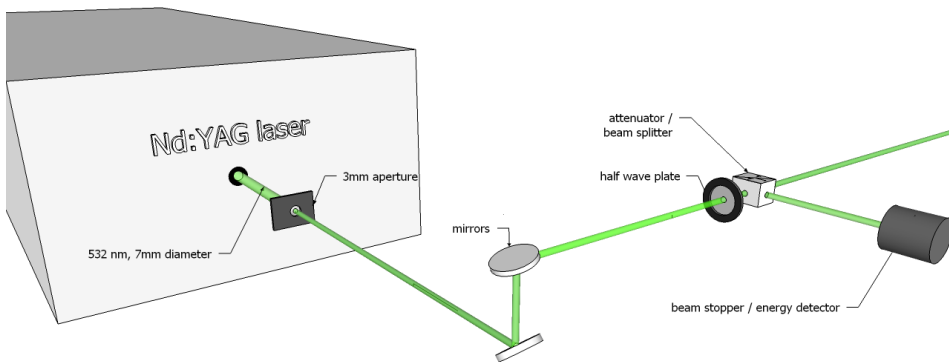 Nd:YAG laser
3mm aperture
532 nm, 7mm diameter
mirrors
half wave plate
attenuator /
beam splitter
beam stopper / energy detector